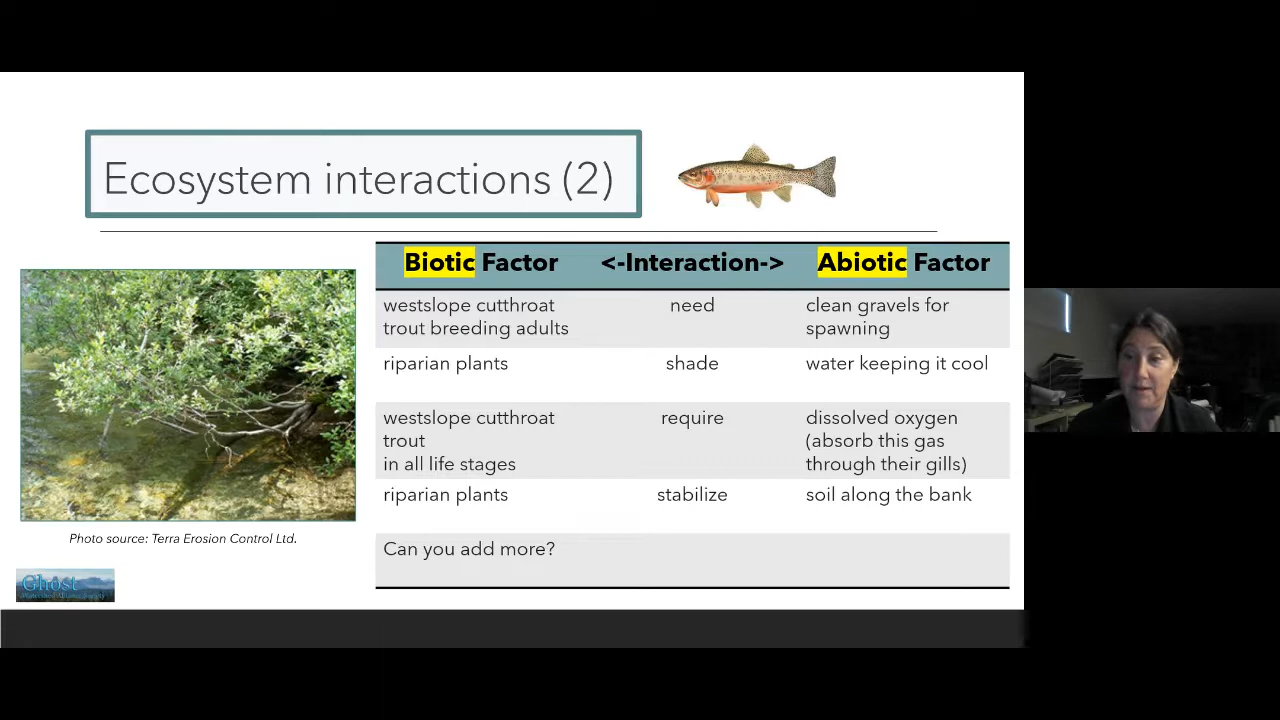 Ecosystem interactions (2)
Biotic Factor <-Interaction-> Abiotic Factor
westslope cutthroat trout breeding adults need clean gravels for spawning
riparian plants shade water keeping it cool
westslope cutthroat trout in all life stages require dissolved oxygen (absorb this gas through their gills)
riparian plants stabilize soil along the bank
Can you add more?
Photo source: Terra Erosion Control Ltd.
Ghost
Watershed Alliance Society